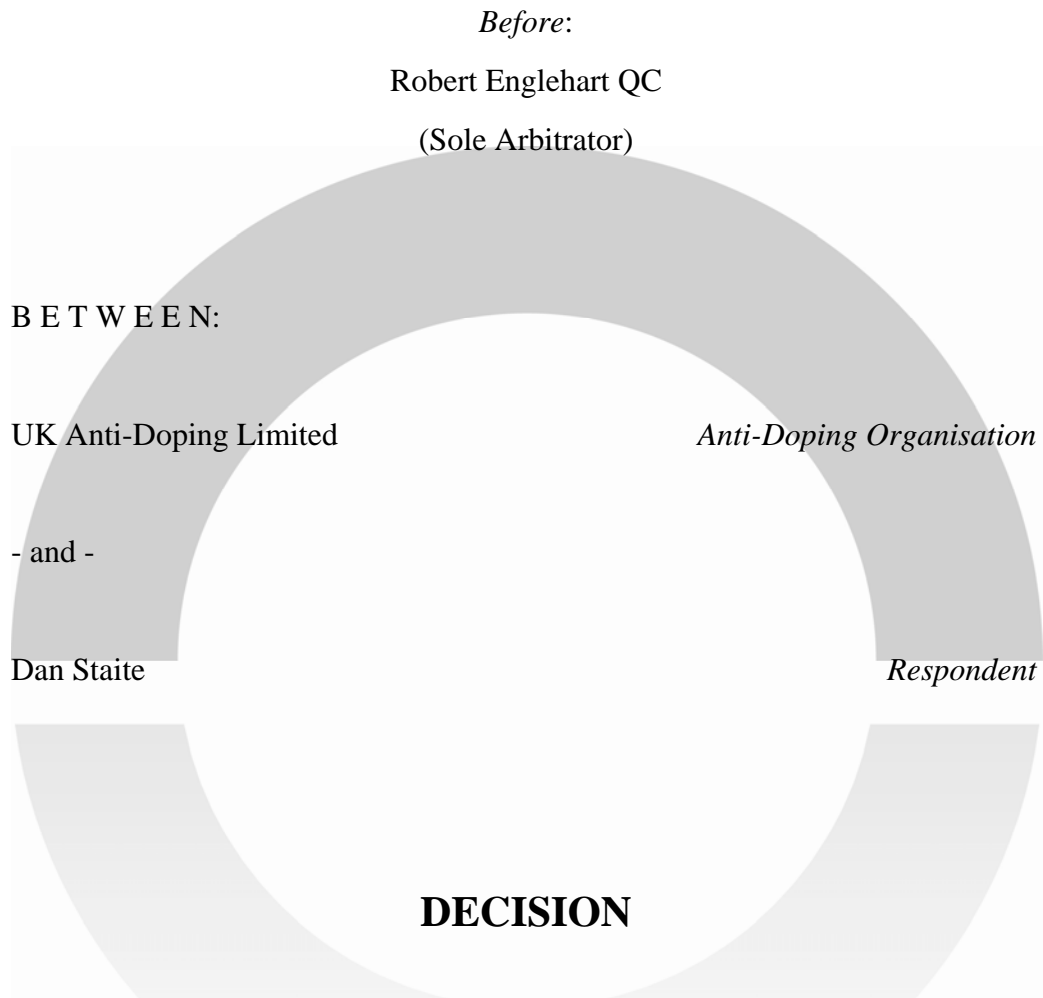 Before:
Robert Englehart QC
(Sole Arbitrator)
B E T W E E N:
UK Anti-Doping Limited Anti-Doping Organisation
- and -
Dan Staite Respondent
DECISION